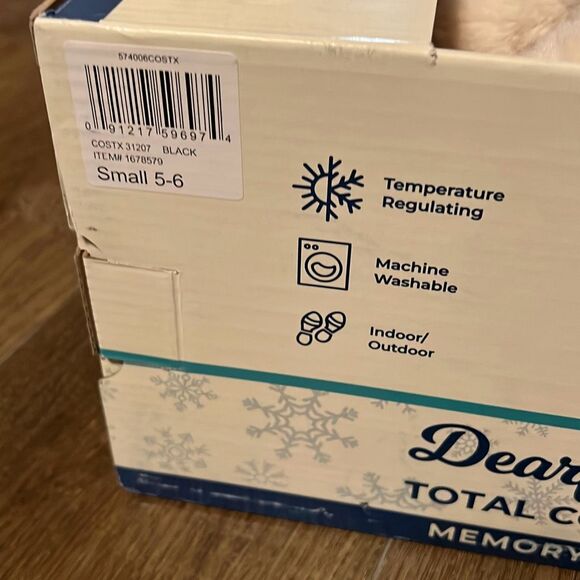 574006COSTX
0 91217 59697 4
COSTX 31207 BLACK
ITEM# 1678579
Small 5-6
Temperature
Regulating
Machine
Washable
Indoor/
Outdoor
TOTAL
MEMORY